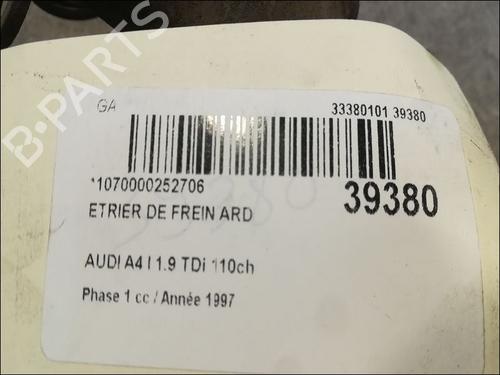 B-PARTS
GA
33380101 39380
*1070000252706
39380
ETRIER DE FREIN ARD
AUDI A4 I 1.9 TDi 110ch
Phase 1 cc / Année 1997